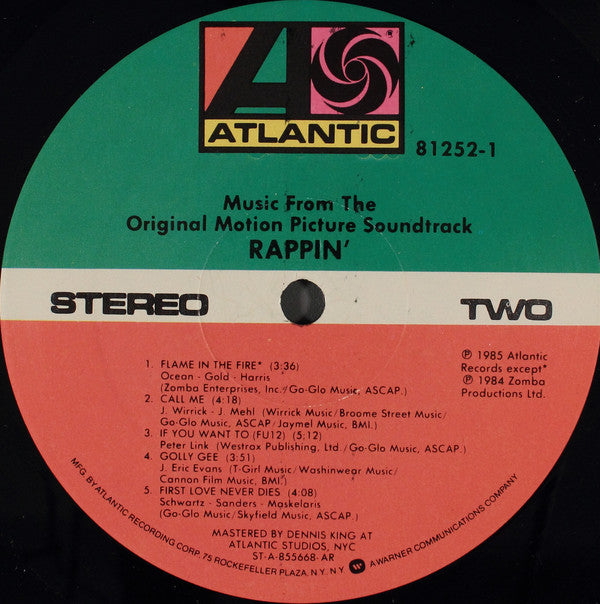 ATLANTIC
81252-1
Music From The
Original Motion Picture Soundtrack
RAPPIN'
STEREO
TWO
1. FLAME IN THE FIRE* (3:36)
Ocean - Gold - Harris
(Zomba Enterprises, Inc./Go-Glo Music, ASCAP.)
2. CALL ME (4:18)
J. Wirrick - J. Mehl (Wirrick Music/Broome Street Music/
Go-Glo Music, ASCAP/Jaymel Music, BMI.)
3. IF YOU WANT TO (FU12) (5:12)
Peter Link (Westrax Publishing, Ltd./Go-Glo Music, ASCAP.)
4. GOLLY GEE (3:51)
J. Eric Evans (T-Girl Music/Washinwear Music/
Cannon Film Music, BMI.)
5. FIRST LOVE NEVER DIES (4:08)
Schwartz - Sanders - Maskelaris
(Go-Glo Music/Skyfield Music, ASCAP.)
℗ 1985 Atlantic
Records except*
℗ 1984 Zomba
Productions Ltd.
MASTERED BY DENNIS KING AT
ATLANTIC STUDIOS, NYC
ST-A-855668-AR
MFG. BY ATLANTIC RECORDING CORP. 75 ROCKEFELLER PLAZA, N.Y. N.Y. A WARNER COMMUNICATIONS COMPANY